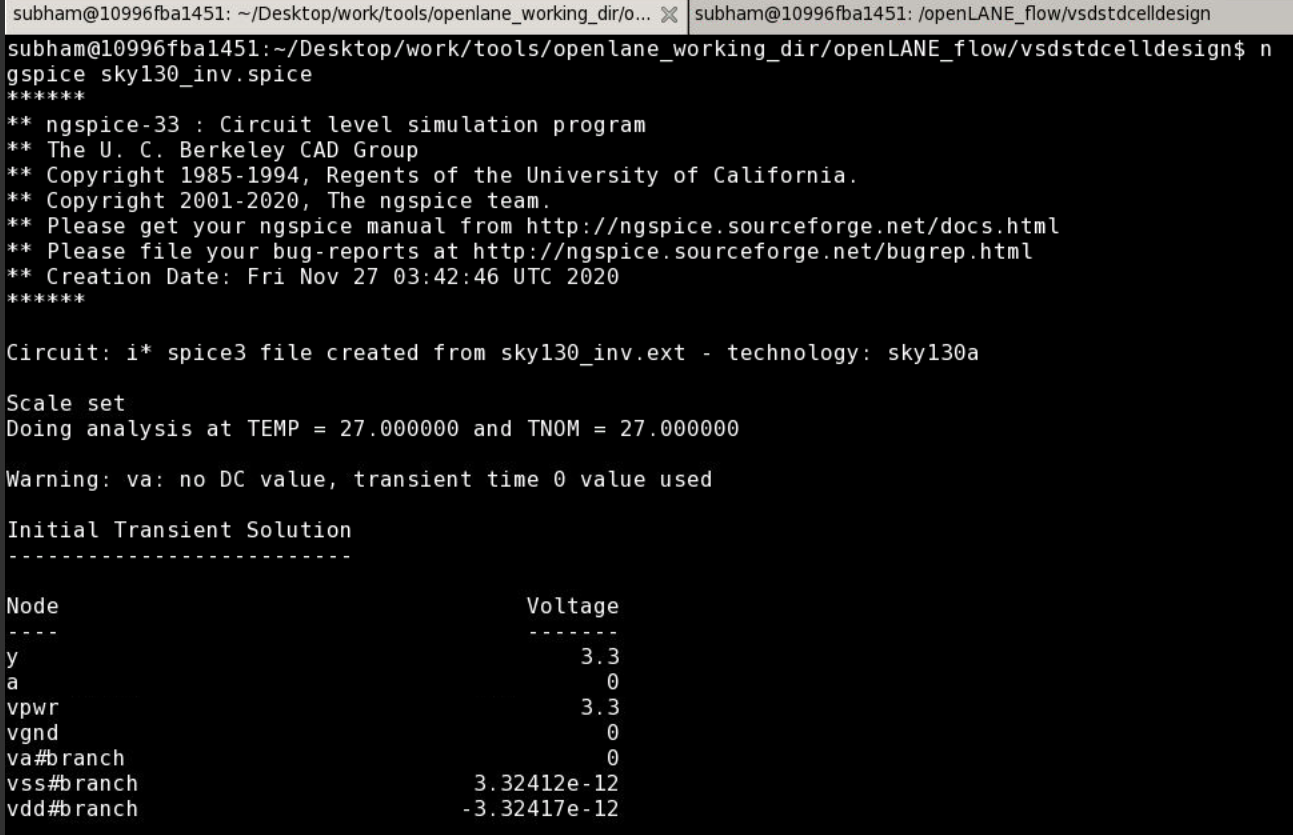 subham@10996fba1451: ~/Desktop/work/tools/openlane_working_dir/o...
subham@10996fba1451: /openLANE_flow/vsdstdcelldesign
subham@10996fba1451:~/Desktop/work/tools/openlane_working_dir/openLANE_flow/vsdstdcelldesign$ n
gspice sky130_inv.spice
******
** ngspice-33 : Circuit level simulation program
** The U. C. Berkeley CAD Group
** Copyright 1985-1994, Regents of the University of California.
** Copyright 2001-2020, The ngspice team.
** Please get your ngspice manual from http://ngspice.sourceforge.net/docs.html
** Please file your bug-reports at http://ngspice.sourceforge.net/bugrep.html
** Creation Date: Fri Nov 27 03:42:46 UTC 2020
******
Circuit: i* spice3 file created from sky130_inv.ext - technology: sky130a
Scale set
Doing analysis at TEMP = 27.000000 and TNOM = 27.000000
Warning: va: no DC value, transient time 0 value used
Initial Transient Solution
--------------------------
Node Voltage
---- -------
y 3.3
a 0
vpwr 3.3
vgnd 0
va#branch 0
vss#branch 3.32412e-12
vdd#branch -3.32417e-12